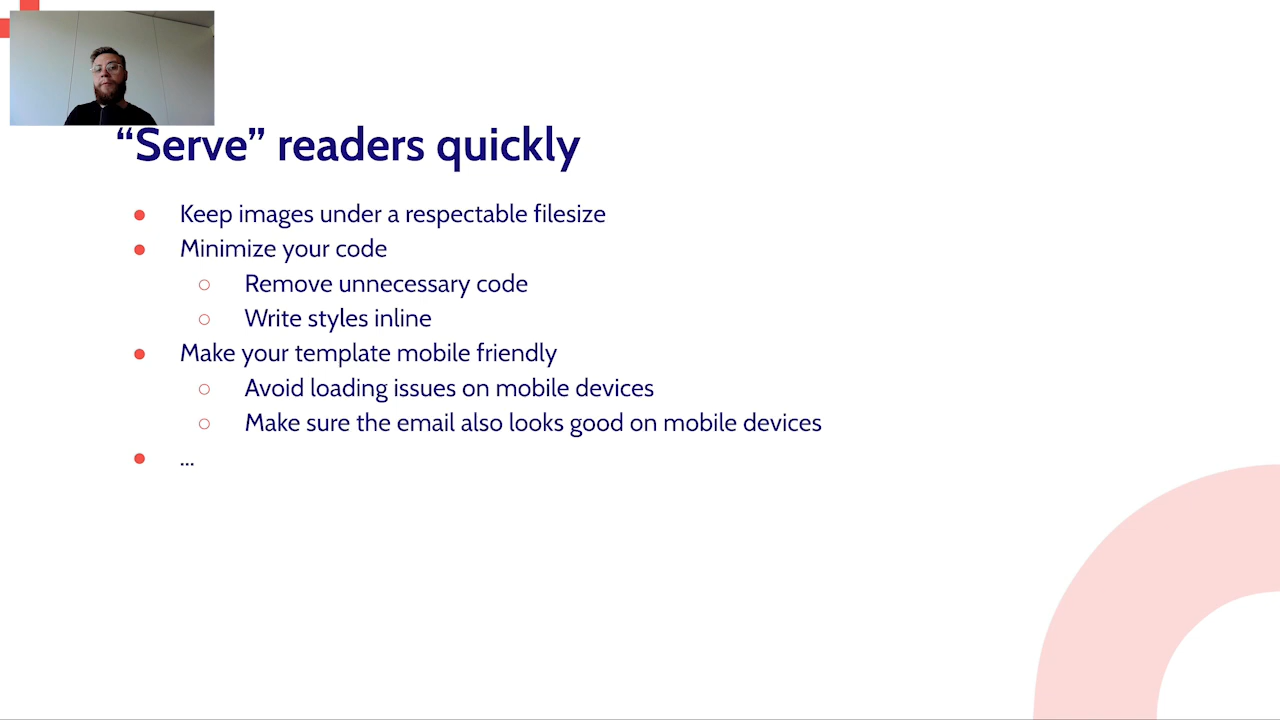 “Serve” readers quickly
● Keep images under a respectable filesize
● Minimize your code
○ Remove unnecessary code
○ Write styles inline
● Make your template mobile friendly
○ Avoid loading issues on mobile devices
○ Make sure the email also looks good on mobile devices
● ...